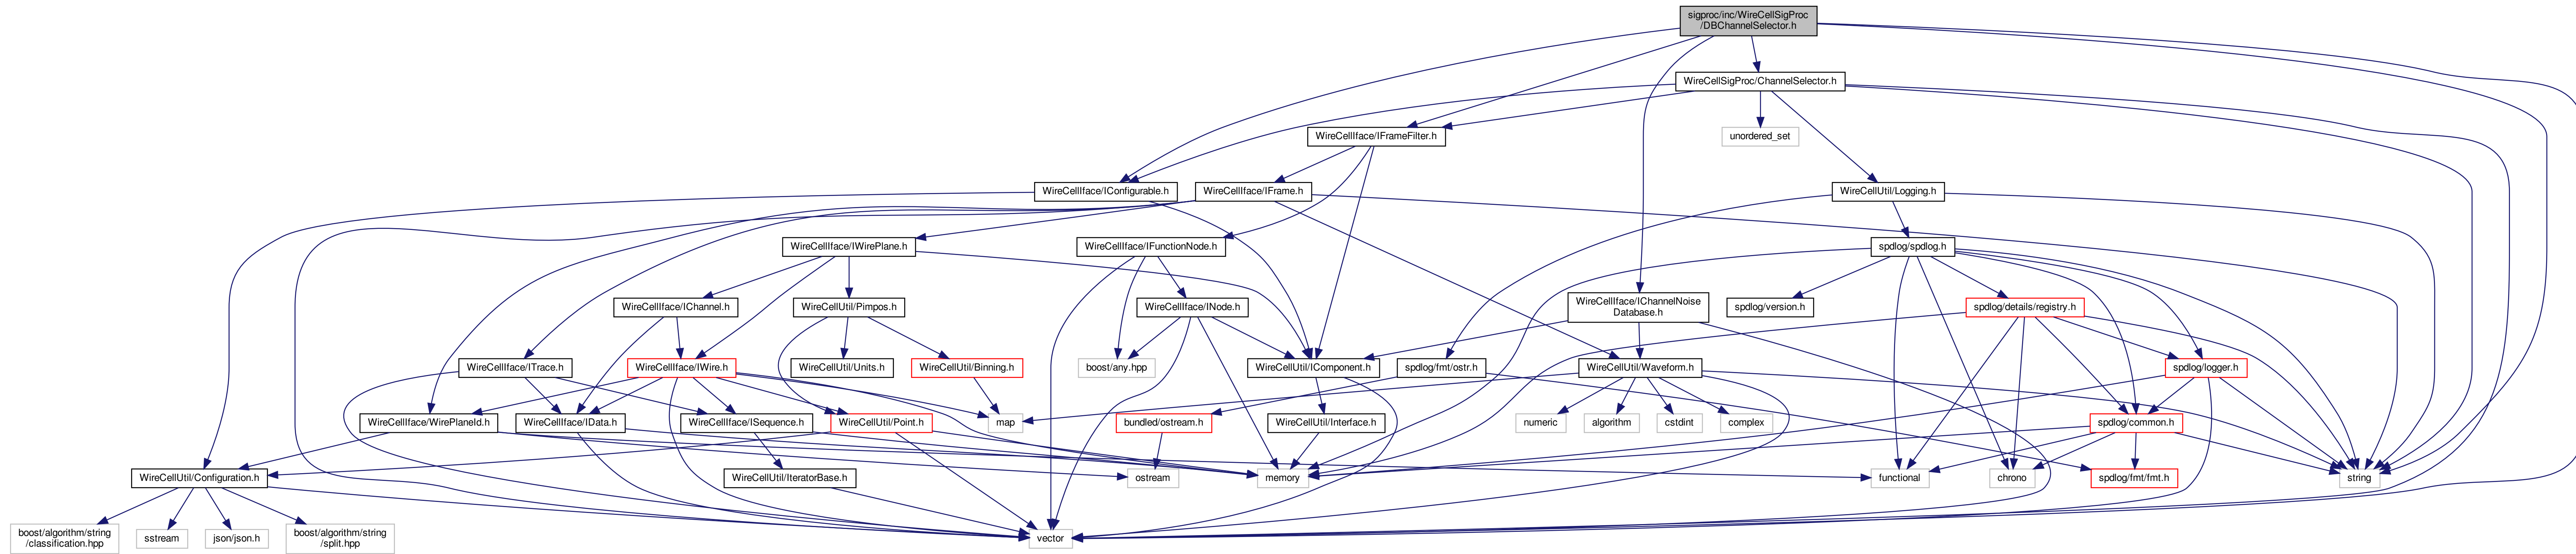 sigproc/inc/WireCellSigProc
/DBChannelSelector.h
WireCellSigProc/ChannelSelector.h
WireCellIface/IFrameFilter.h
unordered_set
WireCellIface/IConfigurable.h
WireCellIface/IFrame.h
WireCellUtil/Logging.h
WireCellIface/IWirePlane.h
WireCellIface/IFunctionNode.h
spdlog/spdlog.h
WireCellIface/IChannel.h
WireCellUtil/Pimpos.h
WireCellIface/INode.h
WireCellIface/IChannelNoise
Database.h
spdlog/version.h
spdlog/details/registry.h
WireCellIface/ITrace.h
WireCellIface/IWire.h
WireCellUtil/Units.h
WireCellUtil/Binning.h
boost/any.hpp
WireCellUtil/IComponent.h
spdlog/fmt/ostr.h
WireCellUtil/Waveform.h
spdlog/logger.h
WireCellIface/WirePlaneId.h
WireCellIface/IData.h
WireCellIface/ISequence.h
WireCellUtil/Point.h
map
bundled/ostream.h
WireCellUtil/Interface.h
numeric
algorithm
cstdint
complex
spdlog/common.h
WireCellUtil/Configuration.h
WireCellUtil/IteratorBase.h
ostream
memory
functional
chrono
spdlog/fmt/fmt.h
string
boost/algorithm/string
/classification.hpp
sstream
json/json.h
boost/algorithm/string
/split.hpp
vector